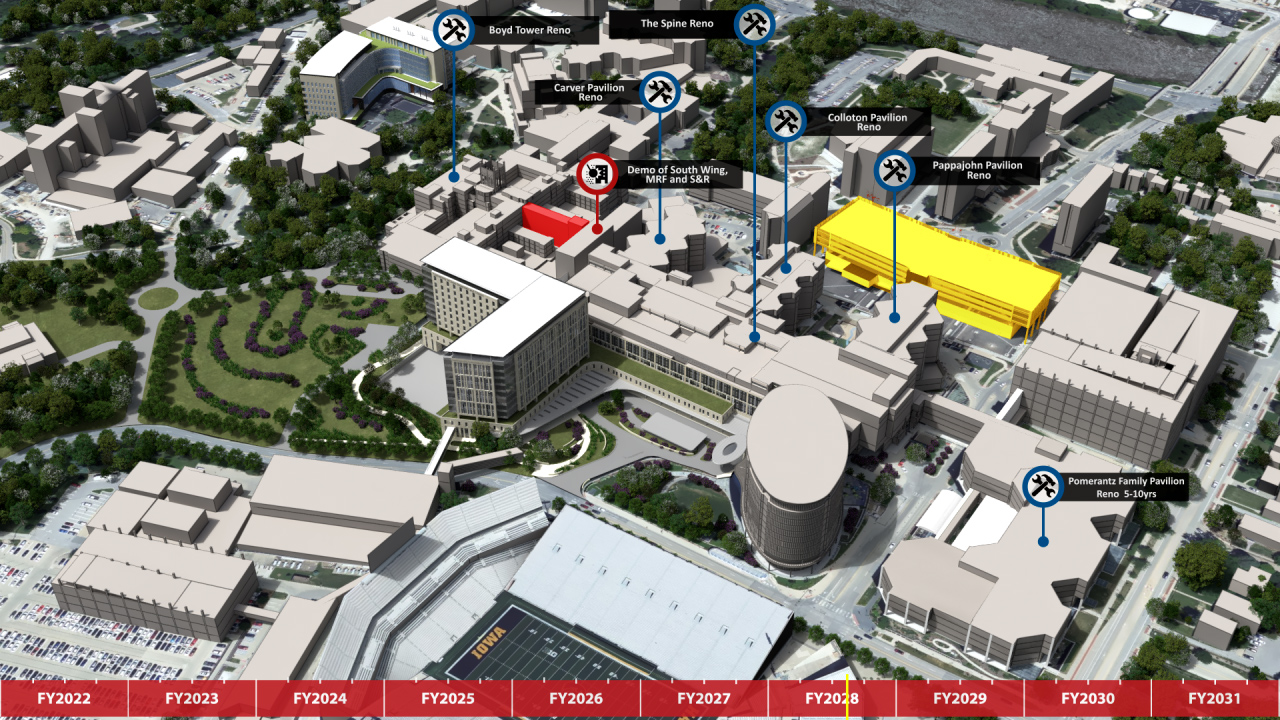 Boyd Tower Reno
The Spine Reno
Carver Pavilion
Reno
Colloton Pavilion
Reno
Demo of South Wing,
MRF and S&R
Pappajohn Pavilion
Reno
Pomerantz Family Pavilion
Reno 5-10yrs
IOWA
FY2022
FY2023
FY2024
FY2025
FY2026
FY2027
FY2028
FY2029
FY2030
FY2031